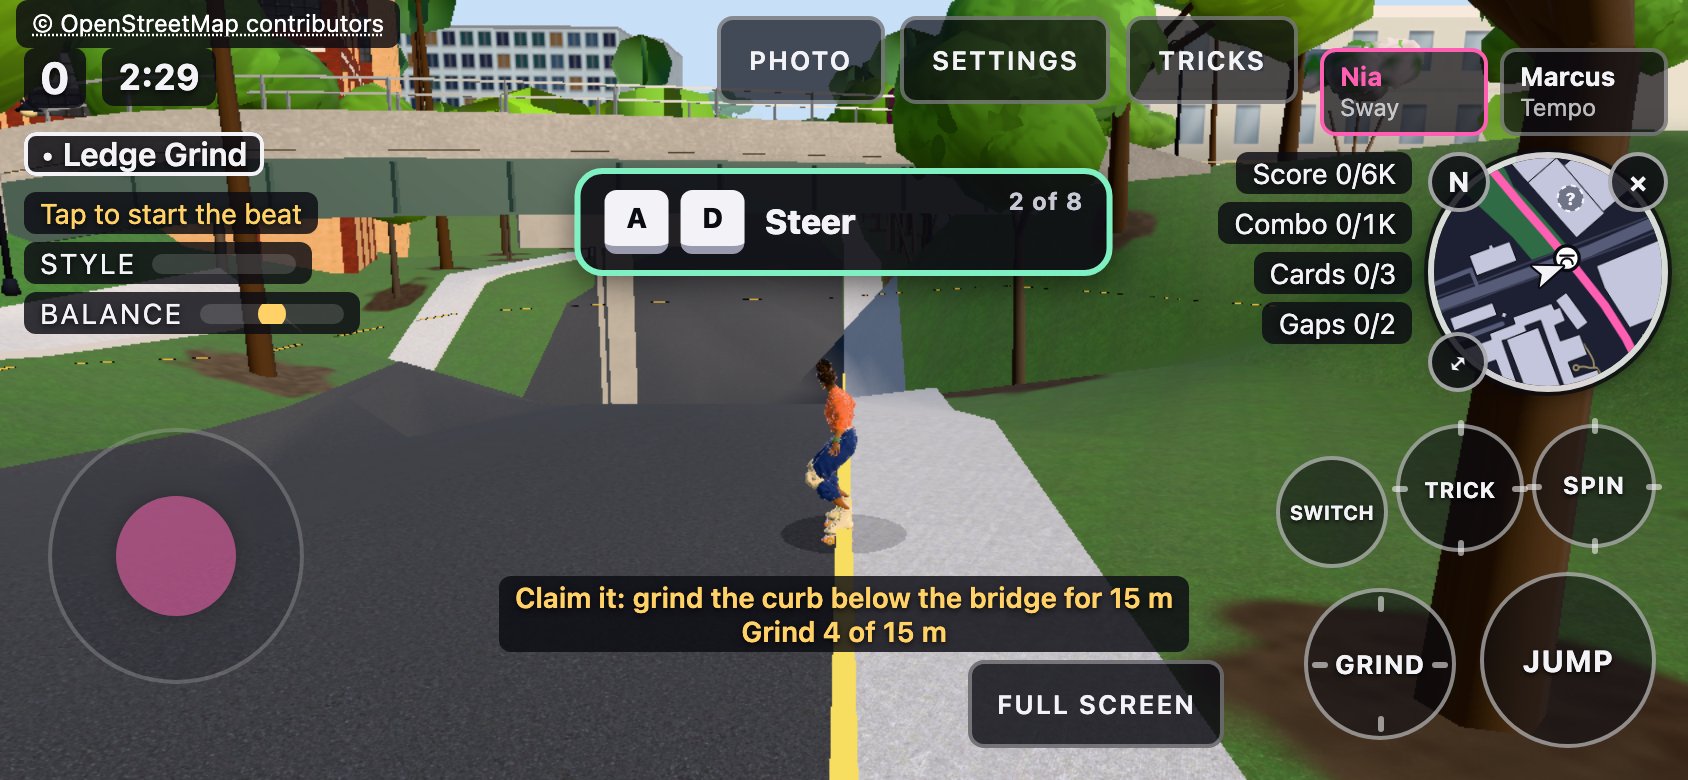 © OpenStreetMap contributors
0
2:29
• Ledge Grind
Tap to start the beat
STYLE
BALANCE
PHOTO
SETTINGS
TRICKS
Nia
Sway
Marcus
Tempo
A D Steer
2 of 8
Score 0/6K
Combo 0/1K
Cards 0/3
Gaps 0/2
N
×
?
SWITCH
TRICK
SPIN
GRIND
JUMP
Claim it: grind the curb below the bridge for 15 m
Grind 4 of 15 m
FULL SCREEN